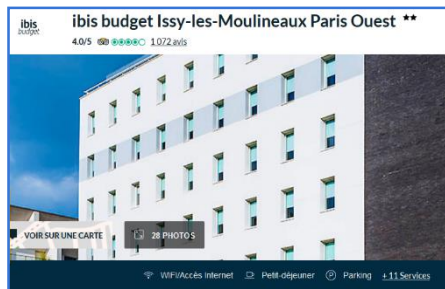 ibis
budget
ibis budget Issy-les-Moulineaux Paris Ouest **
4.0/5 1 072 avis
VOIR SUR UNE CARTE
28 PHOTOS
WIFI/Accès Internet Petit-déjeuner Parking + 11 Services